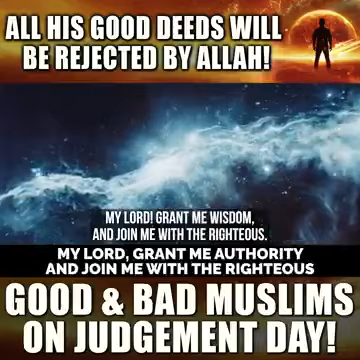 ALL HIS GOOD DEEDS WILL
BE REJECTED BY ALLAH!
MY LORD! GRANT ME WISDOM,
AND JOIN ME WITH THE RIGHTEOUS.
MY LORD, GRANT ME AUTHORITY
AND JOIN ME WITH THE RIGHTEOUS
GOOD & BAD MUSLIMS
ON JUDGEMENT DAY!